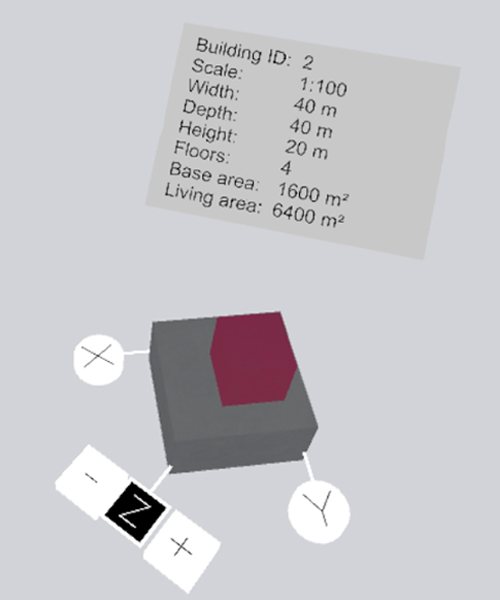 Building ID: 2
Scale: 1:100
Width: 40 m
Depth: 40 m
Height: 20 m
Floors: 4
Base area: 1600 m²
Living area: 6400 m²
X
- Z +
Y